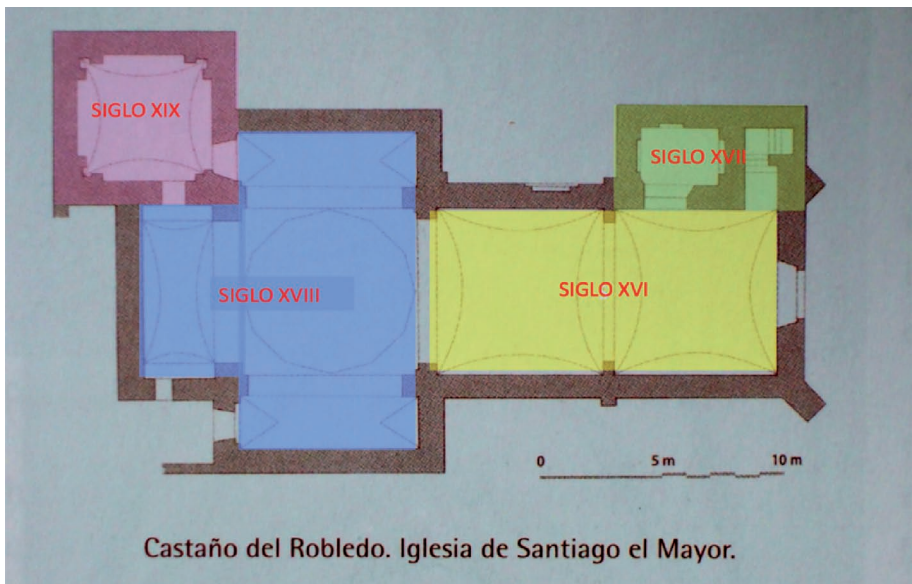 SIGLO XIX
SIGLO XVII
SIGLO XVIII
SIGLO XVI
0 5 m 10 m
Castaño del Robledo. Iglesia de Santiago el Mayor.